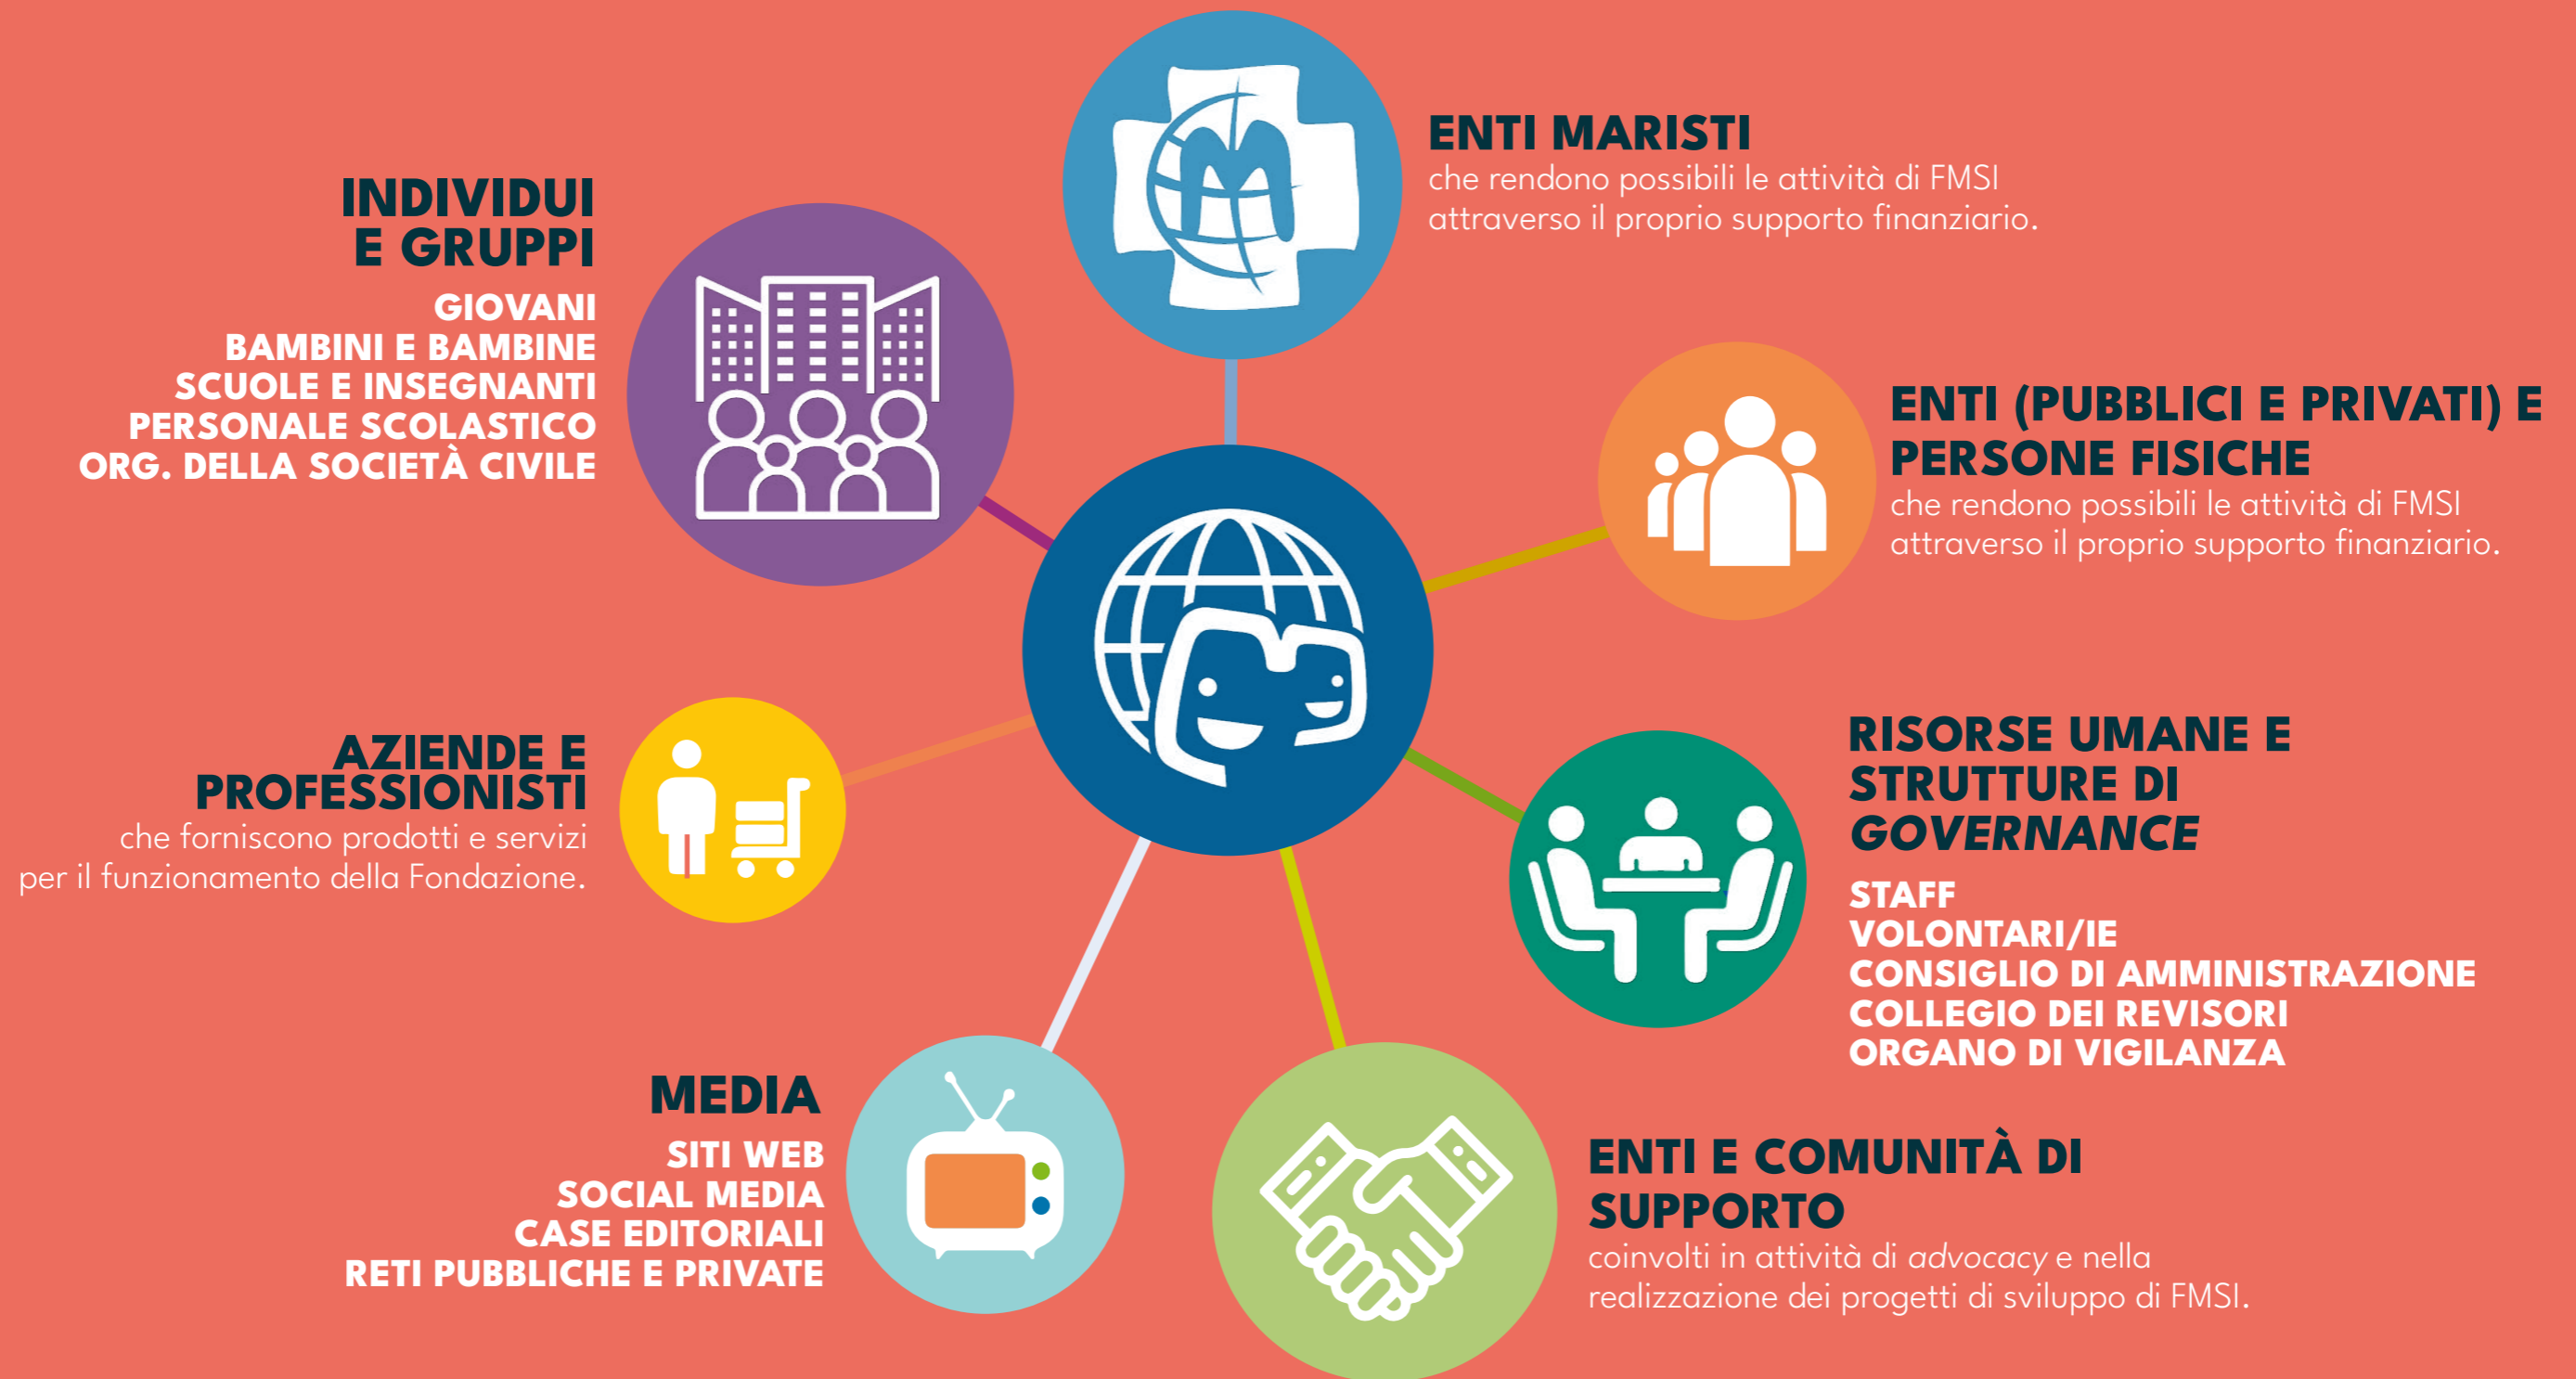 INDIVIDUI
E GRUPPI
GIOVANI
BAMBINI E BAMBINE
SCUOLE E INSEGNANTI
PERSONALE SCOLASTICO
ORG. DELLA SOCIETÀ CIVILE
ENTI MARISTI
che rendono possibili le attività di FMSI
attraverso il proprio supporto finanziario.
ENTI (PUBBLICI E PRIVATI) E
PERSONE FISICHE
che rendono possibili le attività di FMSI
attraverso il proprio supporto finanziario.
AZIENDE E
PROFESSIONISTI
che forniscono prodotti e servizi
per il funzionamento della Fondazione.
RISORSE UMANE E
STRUTTURE DI
GOVERNANCE
STAFF
VOLONTARI/IE
CONSIGLIO DI AMMINISTRAZIONE
COLLEGIO DEI REVISORI
ORGANO DI VIGILANZA
MEDIA
SITI WEB
SOCIAL MEDIA
CASE EDITORIALI
RETI PUBBLICHE E PRIVATE
ENTI E COMUNITÀ DI
SUPPORTO
coinvolti in attività di advocacy e nella
realizzazione dei progetti di sviluppo di FMSI.